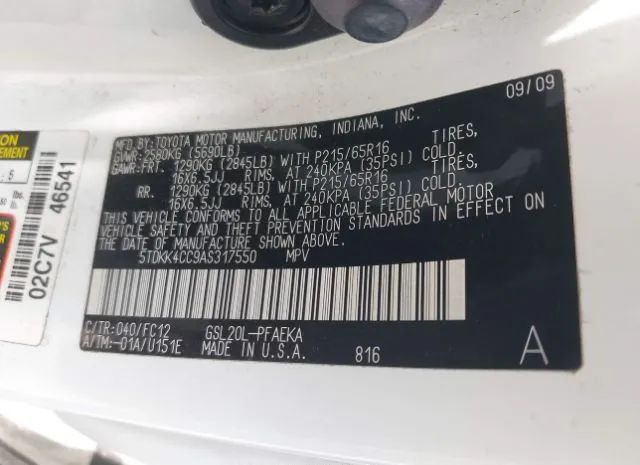 09/09
MFD.BY:TOYOTA MOTOR MANUFACTURING, INDIANA, INC.
GVWR:2580KG (5690LB)
GAWR:FRT. 1290KG (2845LB) WITH P215/65R16 TIRES,
16X6.5JJ RIMS, AT 240KPA (35PSI) COLD.
RR. 1290KG (2845LB) WITH P215/65R16 TIRES,
16X6.5JJ RIMS, AT 240KPA (35PSI) COLD.
THIS VEHICLE CONFORMS TO ALL APPLICABLE FEDERAL MOTOR
VEHICLE SAFETY AND THEFT PREVENTION STANDARDS IN EFFECT ON
THE DATE OF MANUFACTURE SHOWN ABOVE.
5TDKK4CC9AS317550 MPV
C/TR:040/FC12 GSL20L-PFAEKA
A/TM:-01A/U151E MADE IN U.S.A. 816 A
02C7V 46541
: 5
lbs.